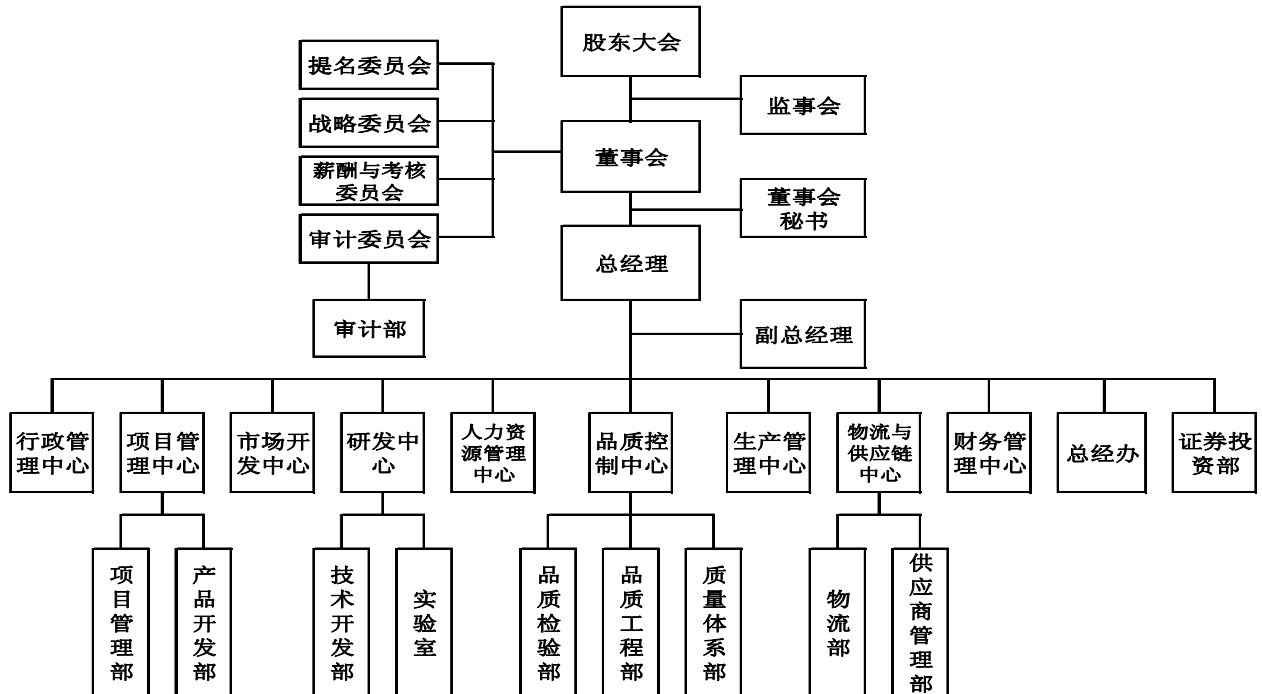 股东大会
提名委员会
监事会
战略委员会
董事会
薪酬与考核
委员会
董事会
秘书
审计委员会
总经理
审计部
副总经理
行政管
理中心
项目管
理中心
市场开
发中心
研发中
心
人力资
源管理
中心
品质控
制中心
生产管
理中心
物流与
供应链
中心
财务管
理中心
总经办
证券投
资部
项目管理部
产品开发部
技术开发部
实验室
品质检验部
品质工程部
质量体系部
物流部
供应商管理部